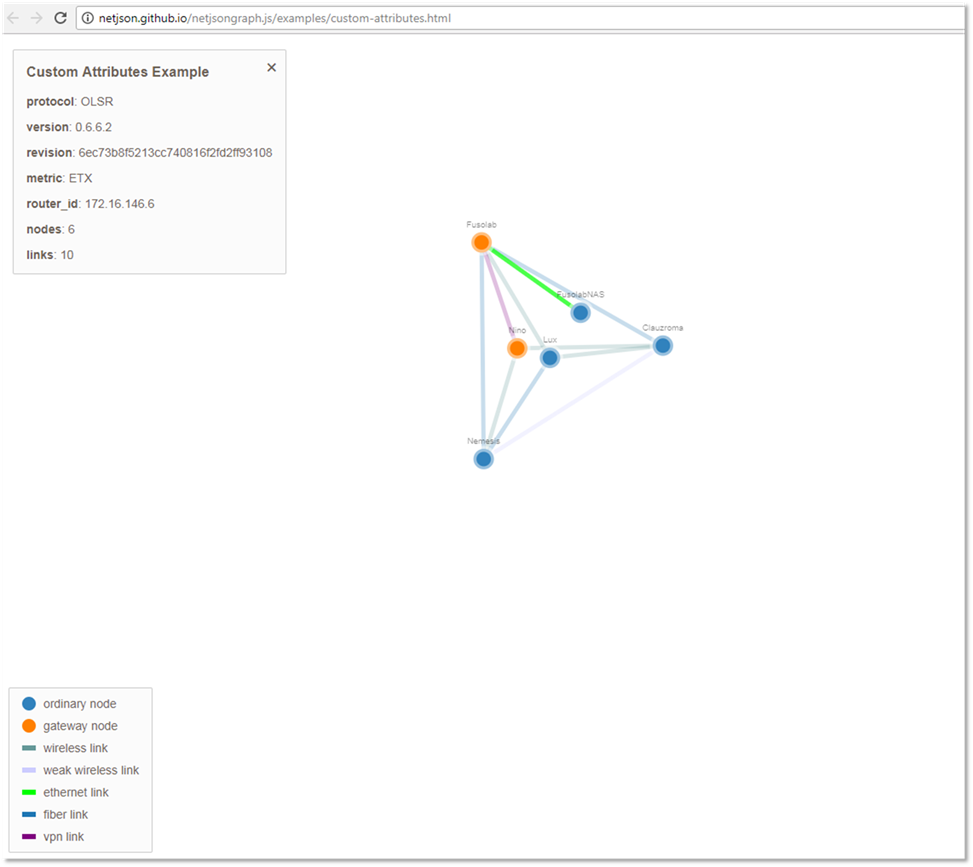 netjson.github.io/netjsongraph.js/examples/custom-attributes.html
Custom Attributes Example
protocol: OLSR
version: 0.6.6.2
revision: 6ec73b8f5213cc740816f2fd2ff93108
metric: ETX
router_id: 172.16.146.6
nodes: 6
links: 10
Fusolab
FusolabNAS
Nino
Lux
Clauzroma
Nemesis
ordinary node
gateway node
wireless link
weak wireless link
ethernet link
fiber link
vpn link